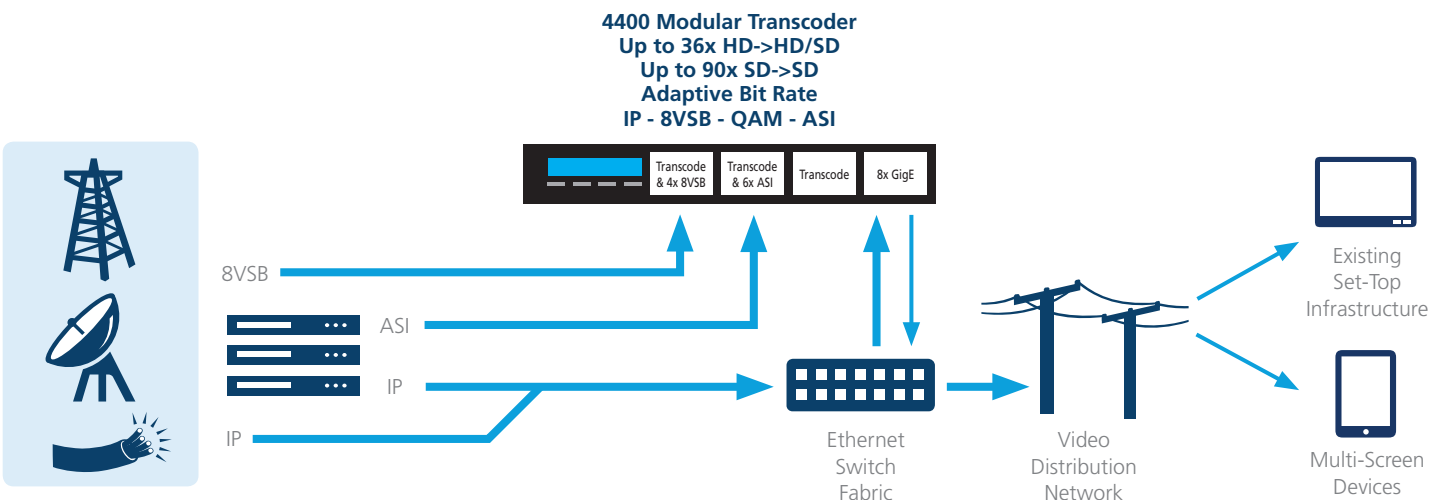 4400 Modular Transcoder
Up to 36x HD->HD/SD
Up to 90x SD->SD
Adaptive Bit Rate
IP - 8VSB - QAM - ASI
Transcode
& 4x 8VSB
Transcode
& 6x ASI
Transcode
8x GigE
8VSB
ASI
IP
IP
Ethernet
Switch
Fabric
Video
Distribution
Network
Existing
Set-Top
Infrastructure
Multi-Screen
Devices